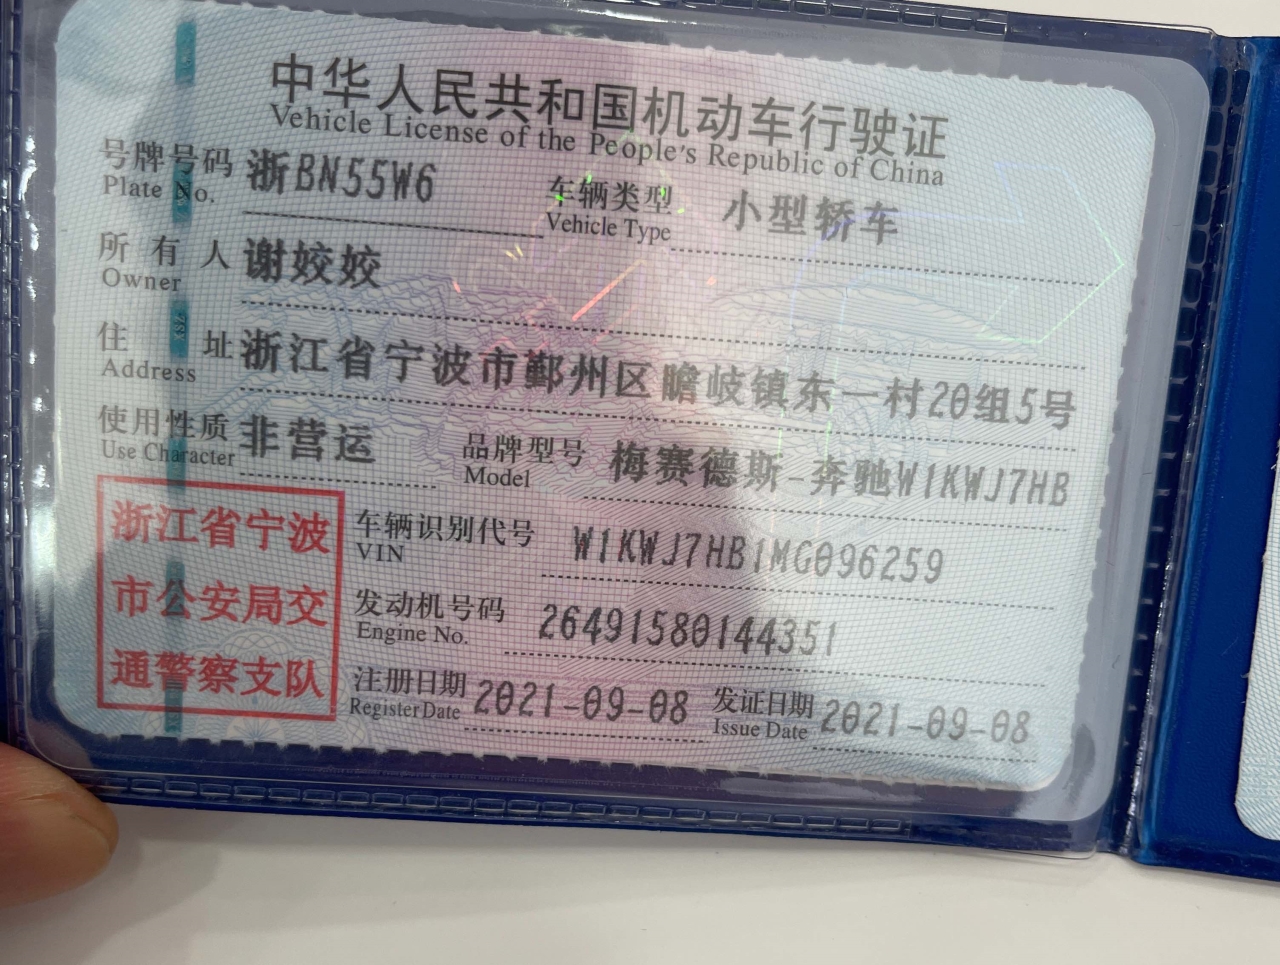 中华人民共和国机动车行驶证
Vehicle License of the People's Republic of China
号牌号码 浙BN55W6 车辆类型 小型轿车
Plate No. Vehicle Type
所有人 谢姣姣
Owner
住址 浙江省宁波市鄞州区瞻岐镇东一村20组5号
Address
使用性质 非营运 品牌型号 梅赛德斯-奔驰W1KWJ7HB
Use Character Model
浙江省宁波
市公安局交
通警察支队
车辆识别代号 W1KWJ7HB1MG096259
VIN
发动机号码 26491580144351
Engine No.
注册日期 2021-09-08 发证日期 2021-09-08
Register Date Issue Date